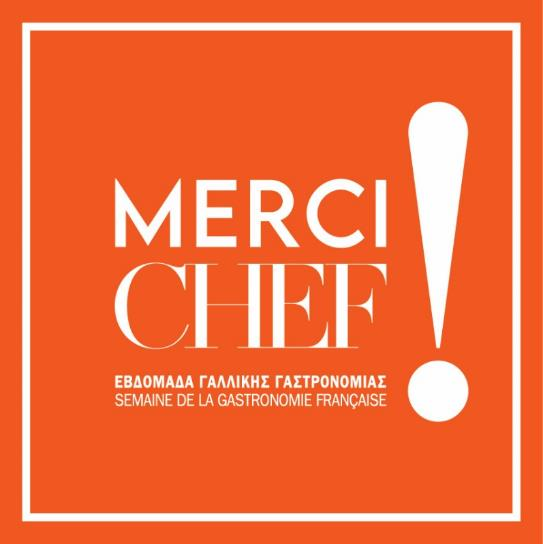 MERCI
CHEF !
ΕΒΔΟΜΑΔΑ ΓΑΛΛΙΚΗΣ ΓΑΣΤΡΟΝΟΜΙΑΣ
SEMAINE DE LA GASTRONOMIE FRANÇAISE